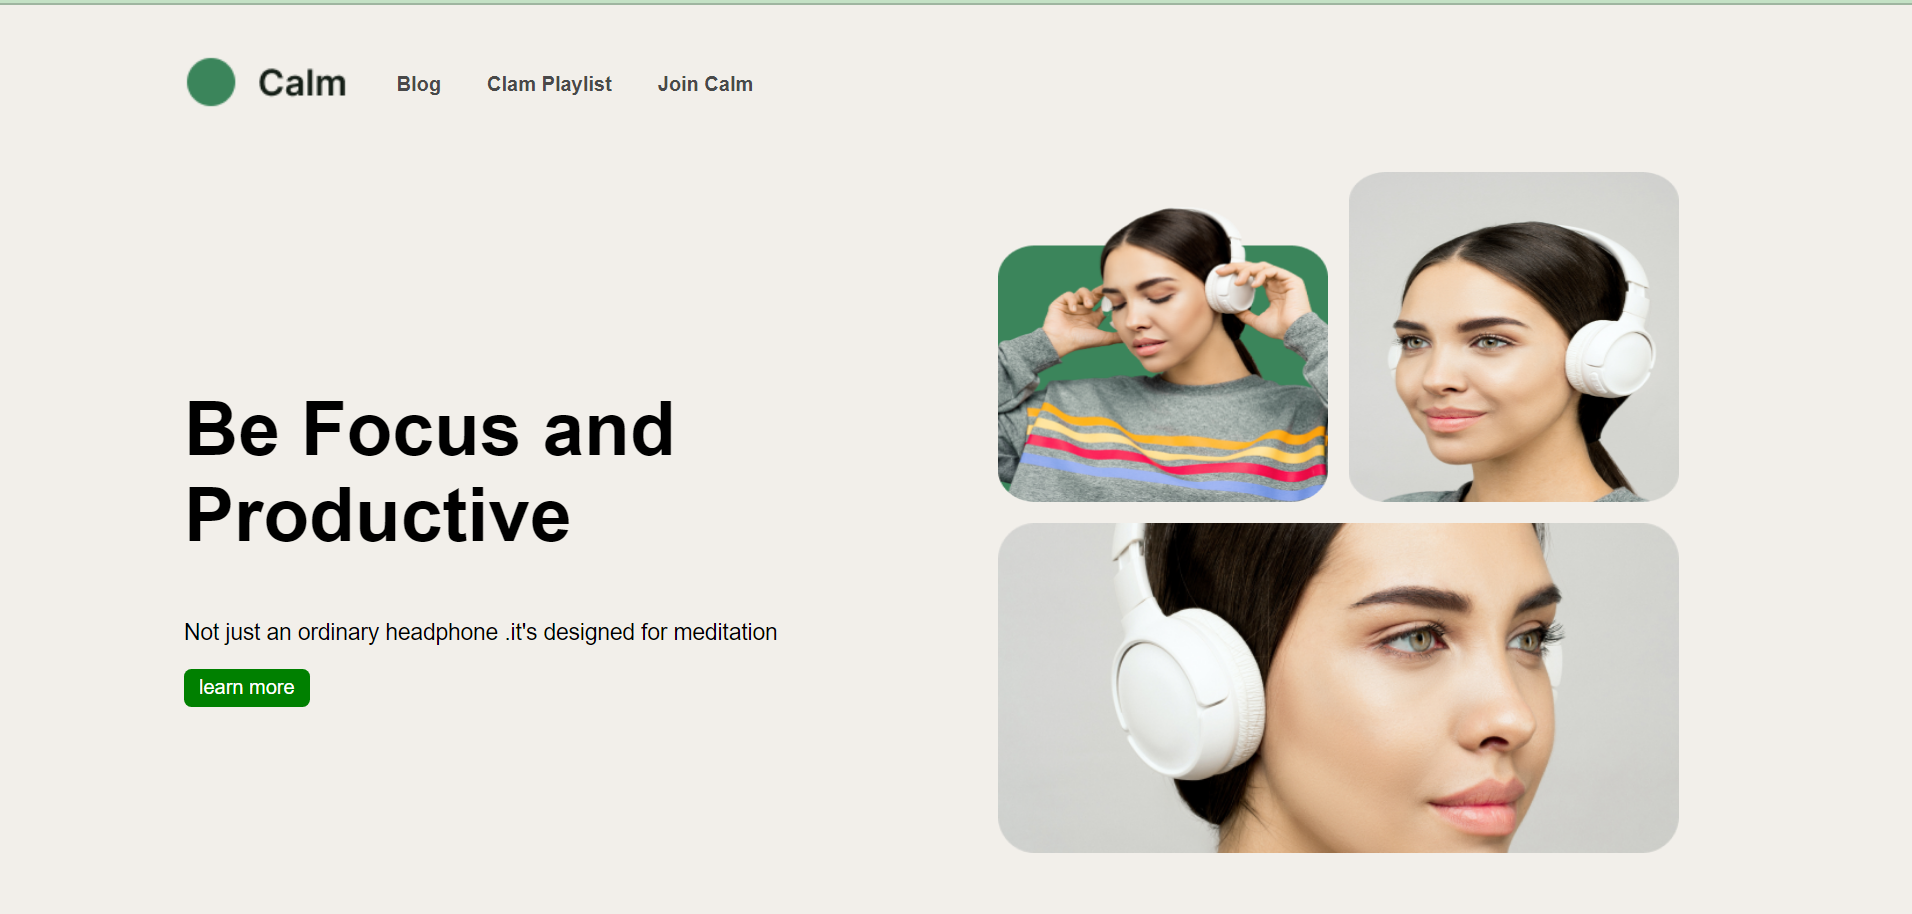 Calm
Blog
Clam Playlist
Join Calm
Be Focus and
Productive
Not just an ordinary headphone .it's designed for meditation
learn more